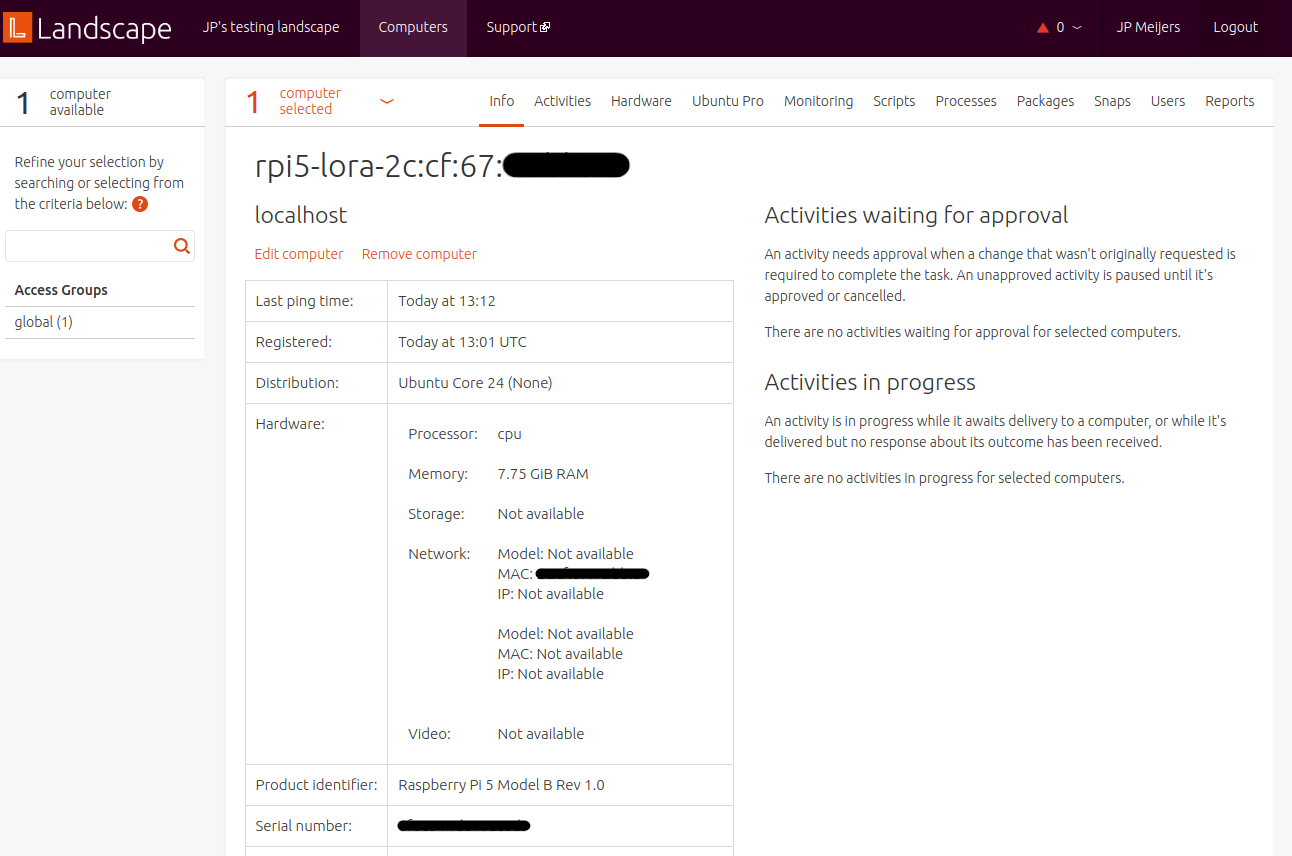 Landscape
JP's testing landscape
Computers
Support
0
JP Meijers
Logout
1
computer
available
Refine your selection by
searching or selecting from
the criteria below: ?
Access Groups
global (1)
1
computer
selected
Info
Activities
Hardware
Ubuntu Pro
Monitoring
Scripts
Processes
Packages
Snaps
Users
Reports
rpi5-lora-2c:cf:67:
localhost
Edit computer
Remove computer
Last ping time: Today at 13:12
Registered: Today at 13:01 UTC
Distribution: Ubuntu Core 24 (None)
Hardware:
Processor: cpu
Memory: 7.75 GiB RAM
Storage: Not available
Network: Model: Not available
MAC:
IP: Not available
Model: Not available
MAC: Not available
IP: Not available
Video: Not available
Product identifier: Raspberry Pi 5 Model B Rev 1.0
Serial number:
Activities waiting for approval
An activity needs approval when a change that wasn't originally requested is
required to complete the task. An unapproved activity is paused until it's
approved or cancelled.
There are no activities waiting for approval for selected computers.
Activities in progress
An activity is in progress while it awaits delivery to a computer, or while it's
delivered but no response about its outcome has been received.
There are no activities in progress for selected computers.